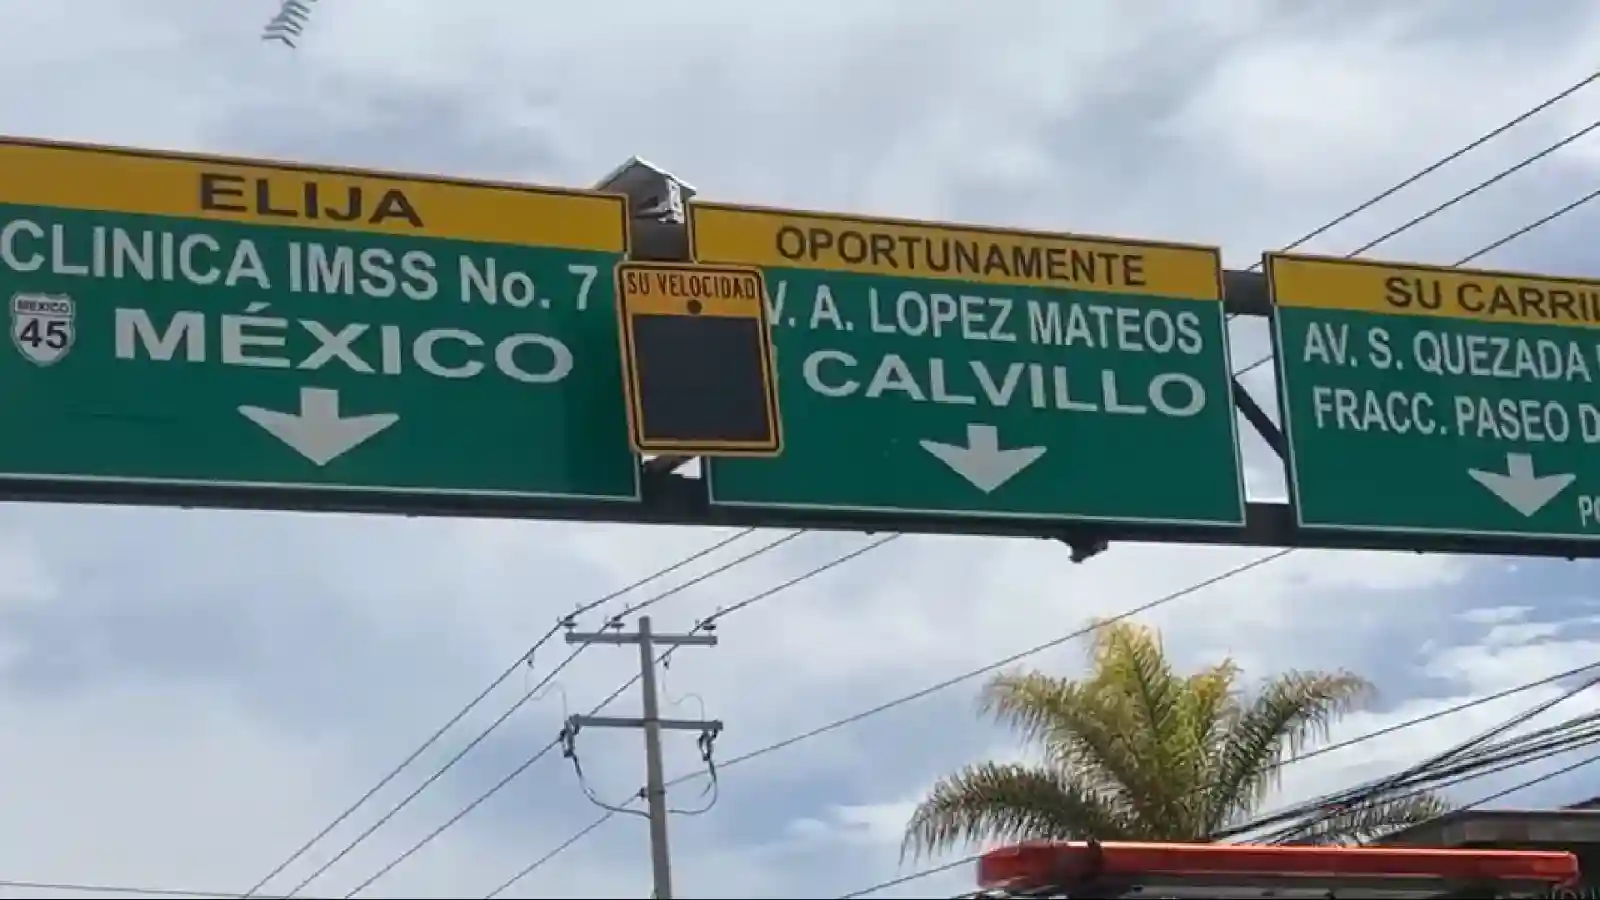 ELIJA
CLINICA IMSS No. 7
MEXICO
45
MÉXICO
SU VELOCIDAD
OPORTUNAMENTE
A. LOPEZ MATEOS
CALVILLO
SU
AV. S. QUEZADA
FRACC. PASEO